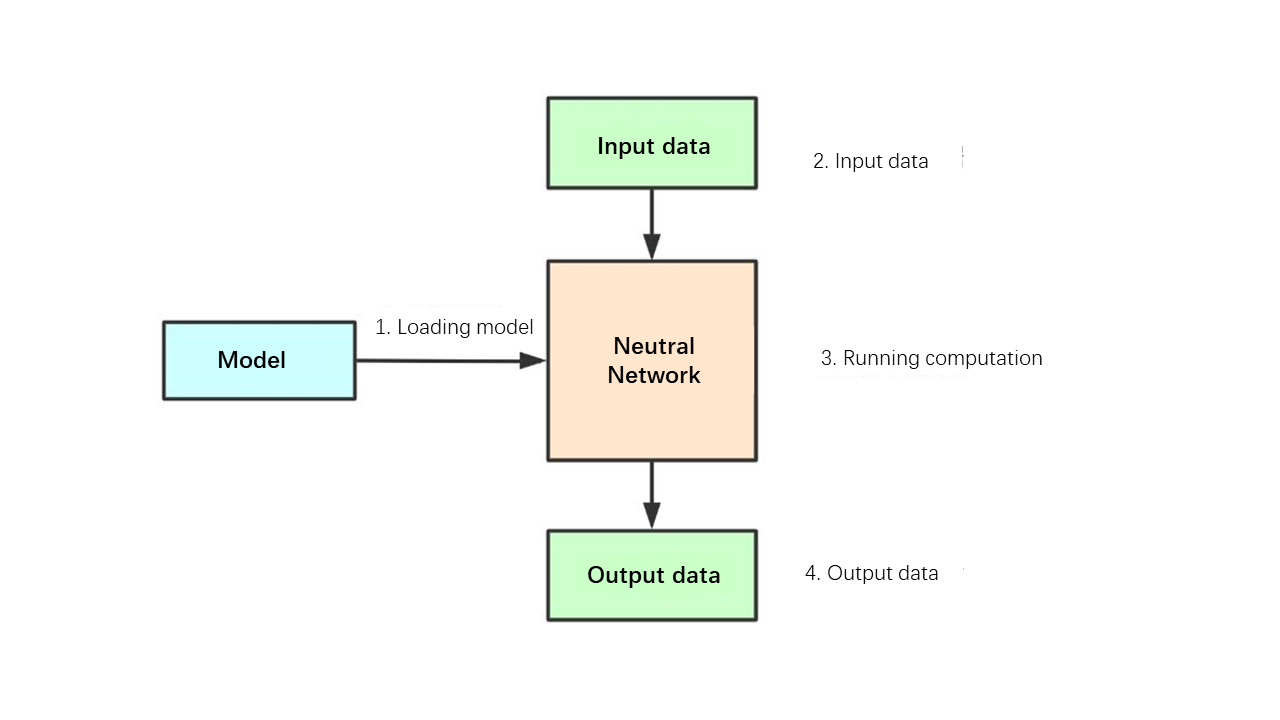 Input data
2. Input data
1. Loading model
Model
Neutral
Network
3. Running computation
Output data
4. Output data